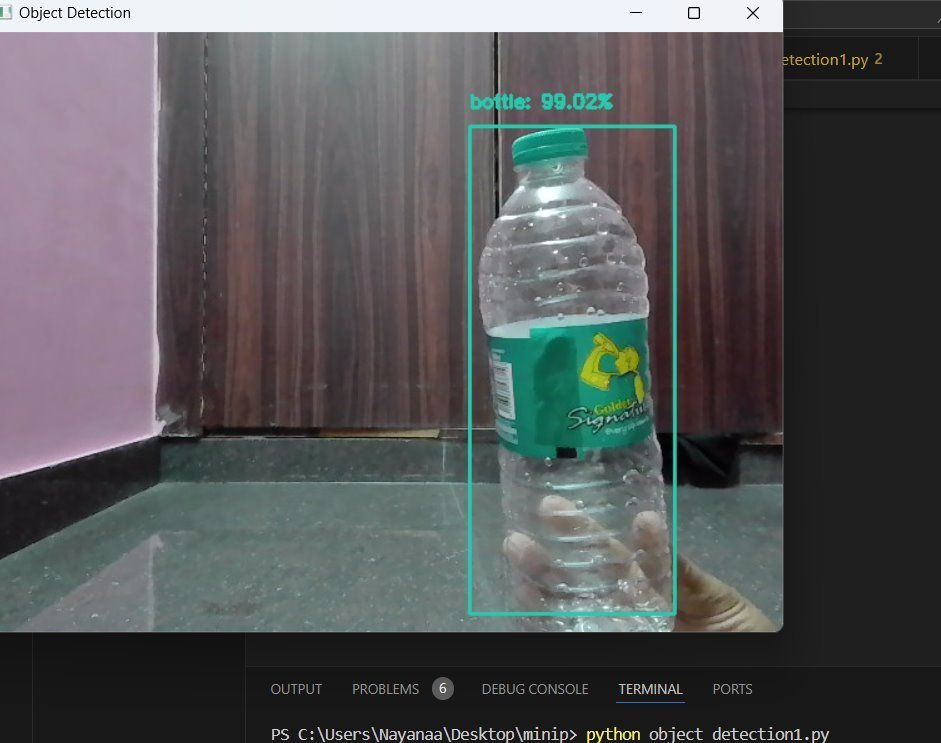 Object Detection
etection1.py 2
bottle: 99.02%
Golden
Signatu
OUTPUT PROBLEMS 6 DEBUG CONSOLE TERMINAL PORTS
PS C:\Users\Nayanaa\Desktop\minip> python object detection1.py